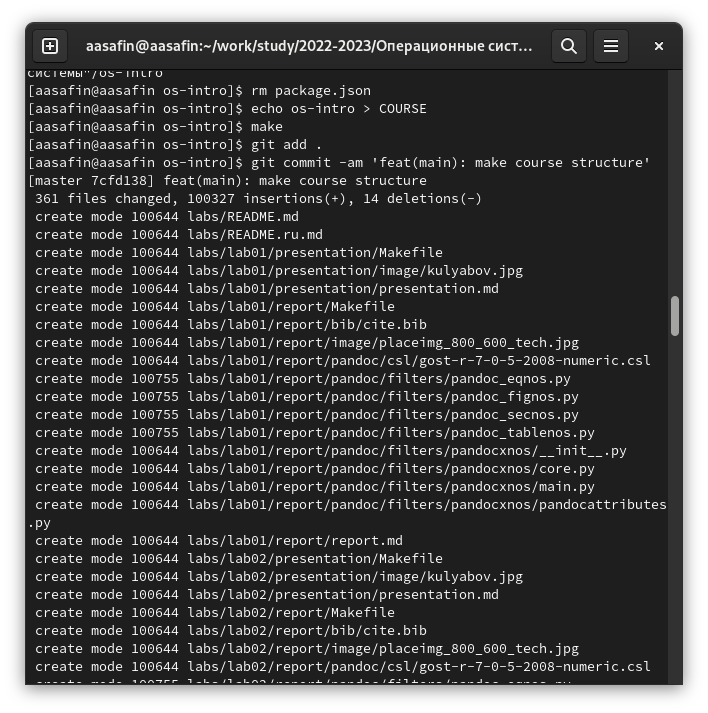 aasafin@aasafin:~/work/study/2022-2023/Операционные сист...
системы"/os-intro
[aasafin@aasafin os-intro]$ rm package.json
[aasafin@aasafin os-intro]$ echo os-intro > COURSE
[aasafin@aasafin os-intro]$ make
[aasafin@aasafin os-intro]$ git add .
[aasafin@aasafin os-intro]$ git commit -am 'feat(main): make course structure'
[master 7cfd138] feat(main): make course structure
 361 files changed, 100327 insertions(+), 14 deletions(-)
 create mode 100644 labs/README.md
 create mode 100644 labs/README.ru.md
 create mode 100644 labs/lab01/presentation/Makefile
 create mode 100644 labs/lab01/presentation/image/kulyabov.jpg
 create mode 100644 labs/lab01/presentation/presentation.md
 create mode 100644 labs/lab01/report/Makefile
 create mode 100644 labs/lab01/report/bib/cite.bib
 create mode 100644 labs/lab01/report/image/placeimg_800_600_tech.jpg
 create mode 100644 labs/lab01/report/pandoc/csl/gost-r-7-0-5-2008-numeric.csl
 create mode 100755 labs/lab01/report/pandoc/filters/pandoc_eqnos.py
 create mode 100755 labs/lab01/report/pandoc/filters/pandoc_fignos.py
 create mode 100755 labs/lab01/report/pandoc/filters/pandoc_secnos.py
 create mode 100755 labs/lab01/report/pandoc/filters/pandoc_tablenos.py
 create mode 100644 labs/lab01/report/pandoc/filters/pandocxnos/__init__.py
 create mode 100644 labs/lab01/report/pandoc/filters/pandocxnos/core.py
 create mode 100644 labs/lab01/report/pandoc/filters/pandocxnos/main.py
 create mode 100644 labs/lab01/report/pandoc/filters/pandocxnos/pandocattributes
.py
 create mode 100644 labs/lab01/report/report.md
 create mode 100644 labs/lab02/presentation/Makefile
 create mode 100644 labs/lab02/presentation/image/kulyabov.jpg
 create mode 100644 labs/lab02/presentation/presentation.md
 create mode 100644 labs/lab02/report/Makefile
 create mode 100644 labs/lab02/report/bib/cite.bib
 create mode 100644 labs/lab02/report/image/placeimg_800_600_tech.jpg
 create mode 100644 labs/lab02/report/pandoc/csl/gost-r-7-0-5-2008-numeric.csl
 create mode 100755 labs/lab02/report/pandoc/filters/pandoc_eqnos.py